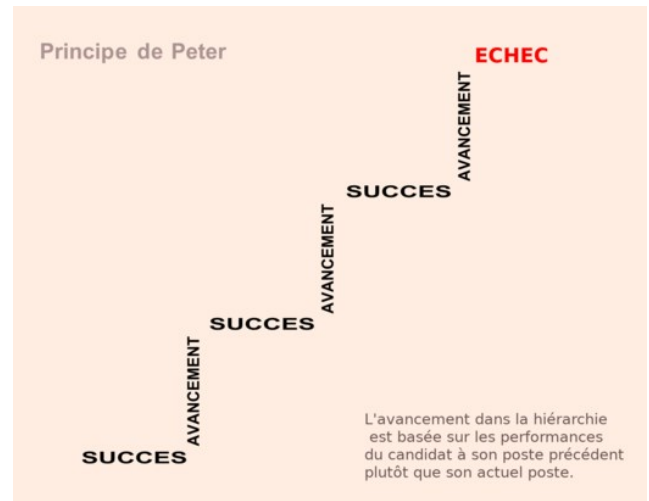 Principe de Peter
ECHEC
AVANCEMENT
SUCCES
AVANCEMENT
SUCCES
AVANCEMENT
SUCCES
L'avancement dans la hiérarchie
est basée sur les performances
du candidat à son poste précédent
plutôt que son actuel poste.